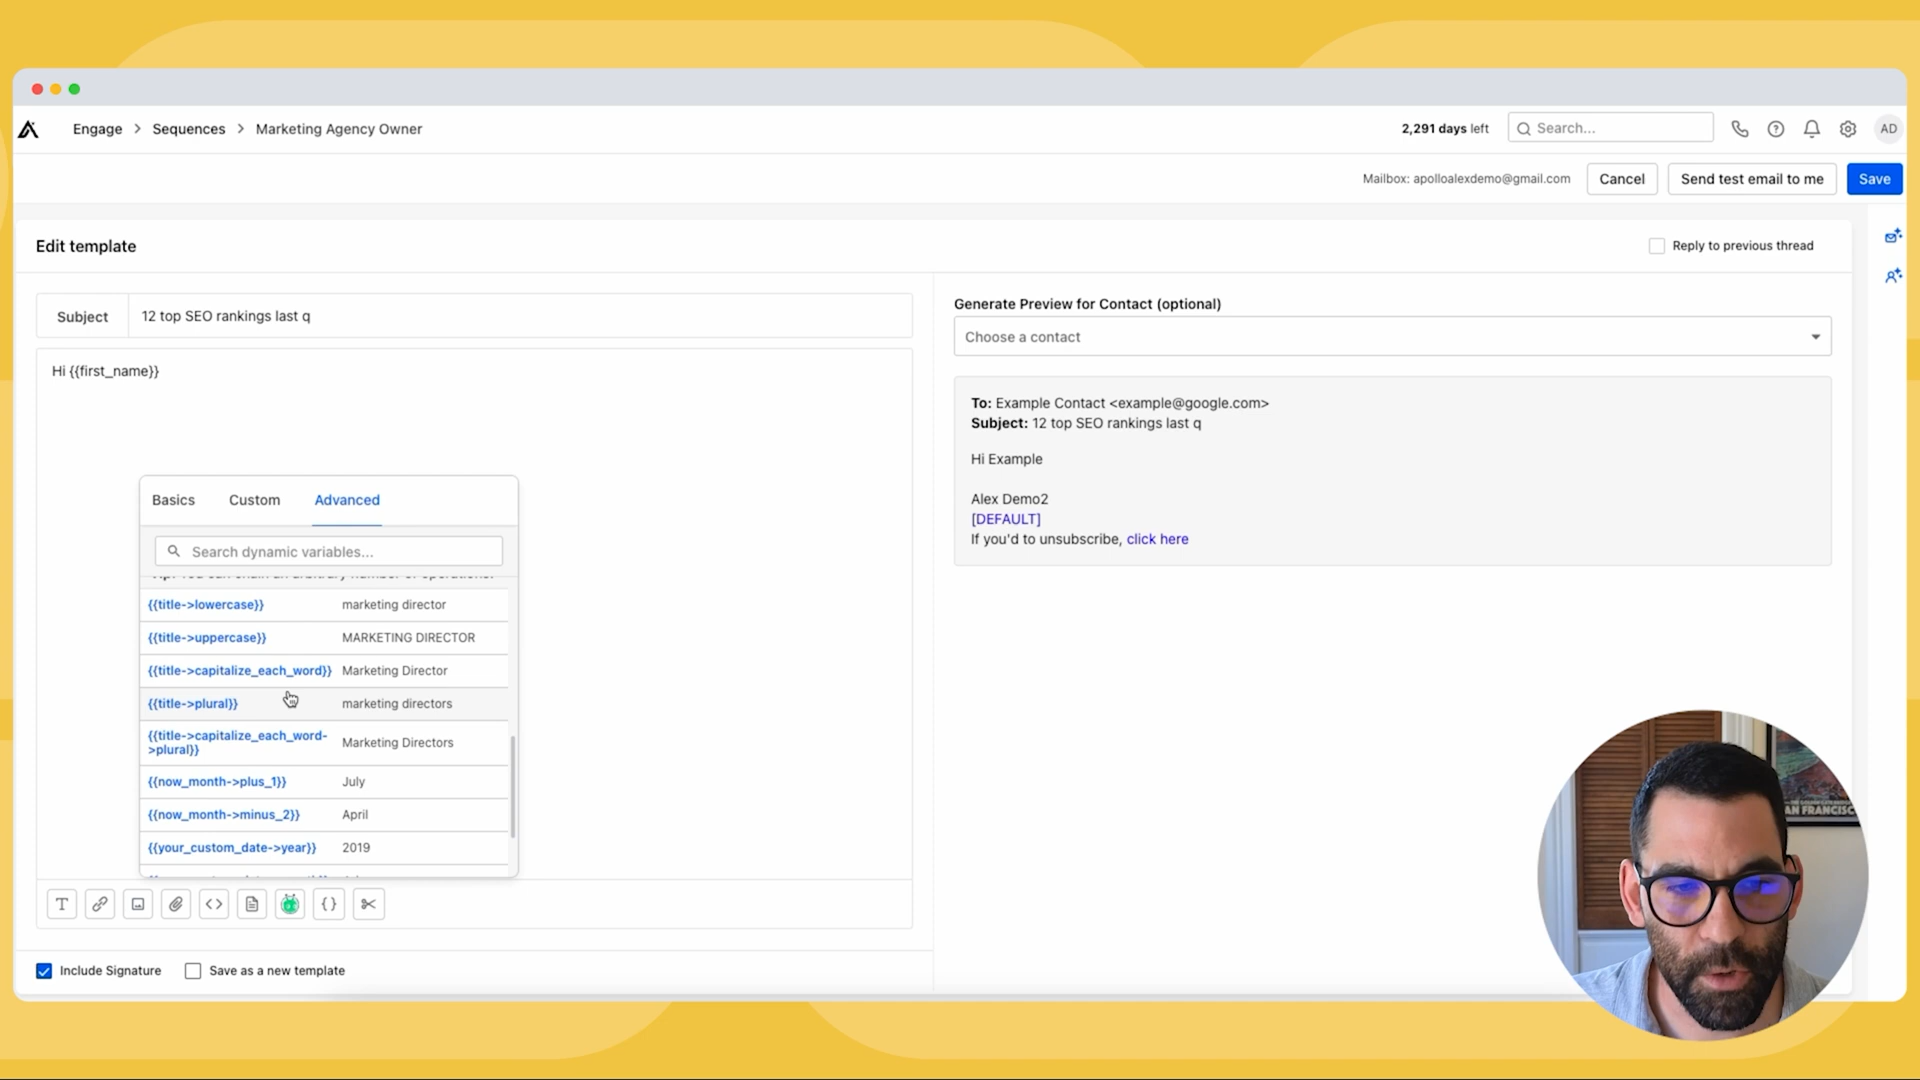 Engage > Sequences > Marketing Agency Owner
2,291 days left
Search...
AD
Mailbox: apolloalexdemo@gmail.com
Cancel
Send test email to me
Save
Edit template
Reply to previous thread
Subject
12 top SEO rankings last q
Hi {{first_name}}
Generate Preview for Contact (optional)
Choose a contact
To: Example Contact <example@google.com>
Subject: 12 top SEO rankings last q
Hi Example
Alex Demo2
[DEFAULT]
If you'd to unsubscribe, click here
Basics
Custom
Advanced
Search dynamic variables...
{{title->lowercase}} marketing director
{{title->uppercase}} MARKETING DIRECTOR
{{title->capitalize_each_word}} Marketing Director
{{title->plural}} marketing directors
{{title->capitalize_each_word-
>plural}} Marketing Directors
{{now_month->plus_1}} July
{{now_month->minus_2}} April
{{your_custom_date->year}} 2019
Include Signature
Save as a new template